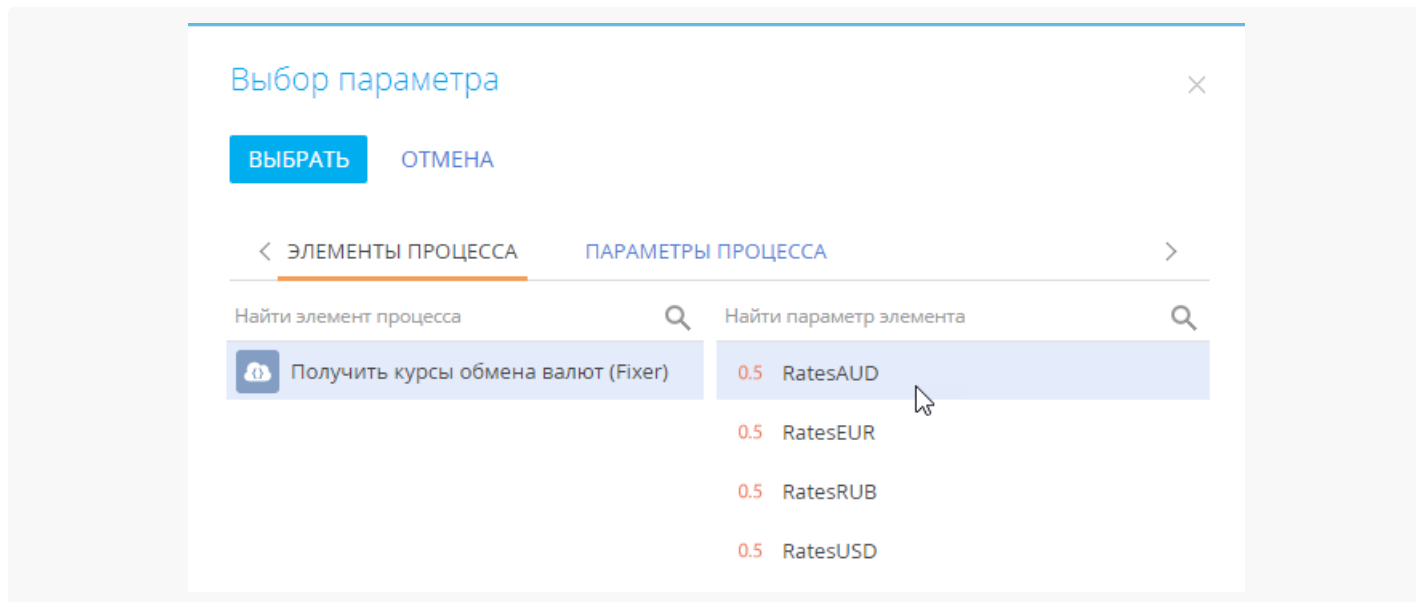 Выбор параметра
ВЫБРАТЬ ОТМЕНА
ЭЛЕМЕНТЫ ПРОЦЕССА ПАРАМЕТРЫ ПРОЦЕССА
Найти элемент процесса Найти параметр элемента
Получить курсы обмена валют (Fixer) 0.5 RatesAUD
0.5 RatesEUR
0.5 RatesRUB
0.5 RatesUSD